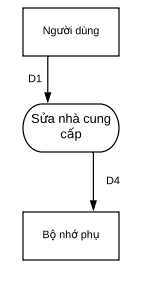 Người dùng
D1
Sửa nhà cung
cấp
D4
Bộ nhớ phụ